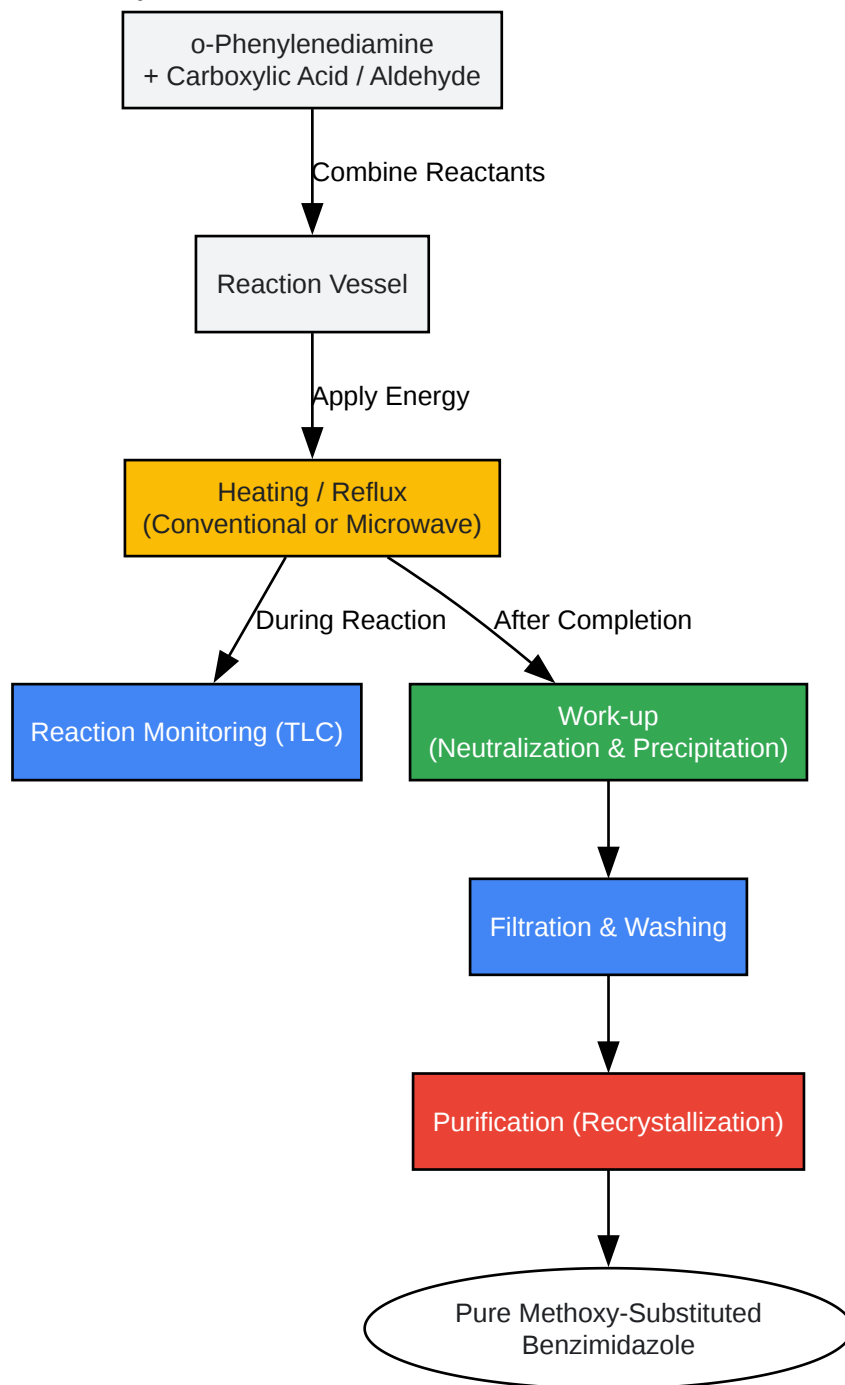 o-Phenylenediamine
+ Carboxylic Acid / Aldehyde
Combine Reactants
Reaction Vessel
Apply Energy
Heating / Reflux
(Conventional or Microwave)
During Reaction
After Completion
Reaction Monitoring (TLC)
Work-up
(Neutralization & Precipitation)
Filtration & Washing
Purification (Recrystallization)
Pure Methoxy-Substituted
Benzimidazole